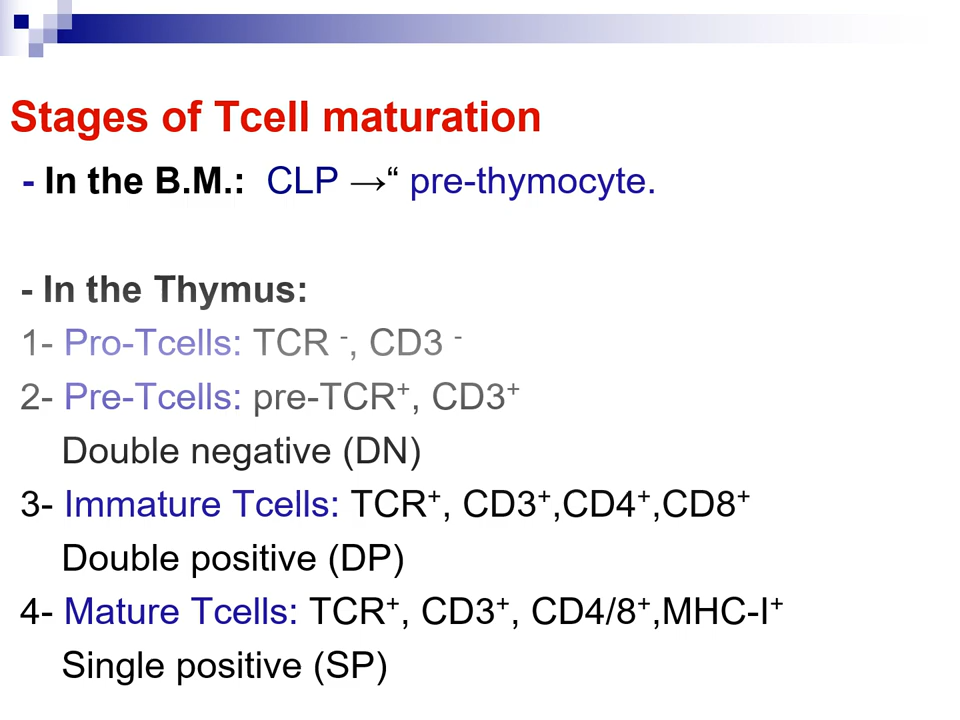 Stages of Tcell maturation
- In the B.M.: CLP →“ pre-thymocyte.
- In the Thymus:
1- Pro-Tcells: TCR ⁻, CD3 ⁻
2- Pre-Tcells: pre-TCR⁺, CD3⁺
Double negative (DN)
3- Immature Tcells: TCR⁺, CD3⁺,CD4⁺,CD8⁺
Double positive (DP)
4- Mature Tcells: TCR⁺, CD3⁺, CD4/8⁺,MHC-I⁺
Single positive (SP)